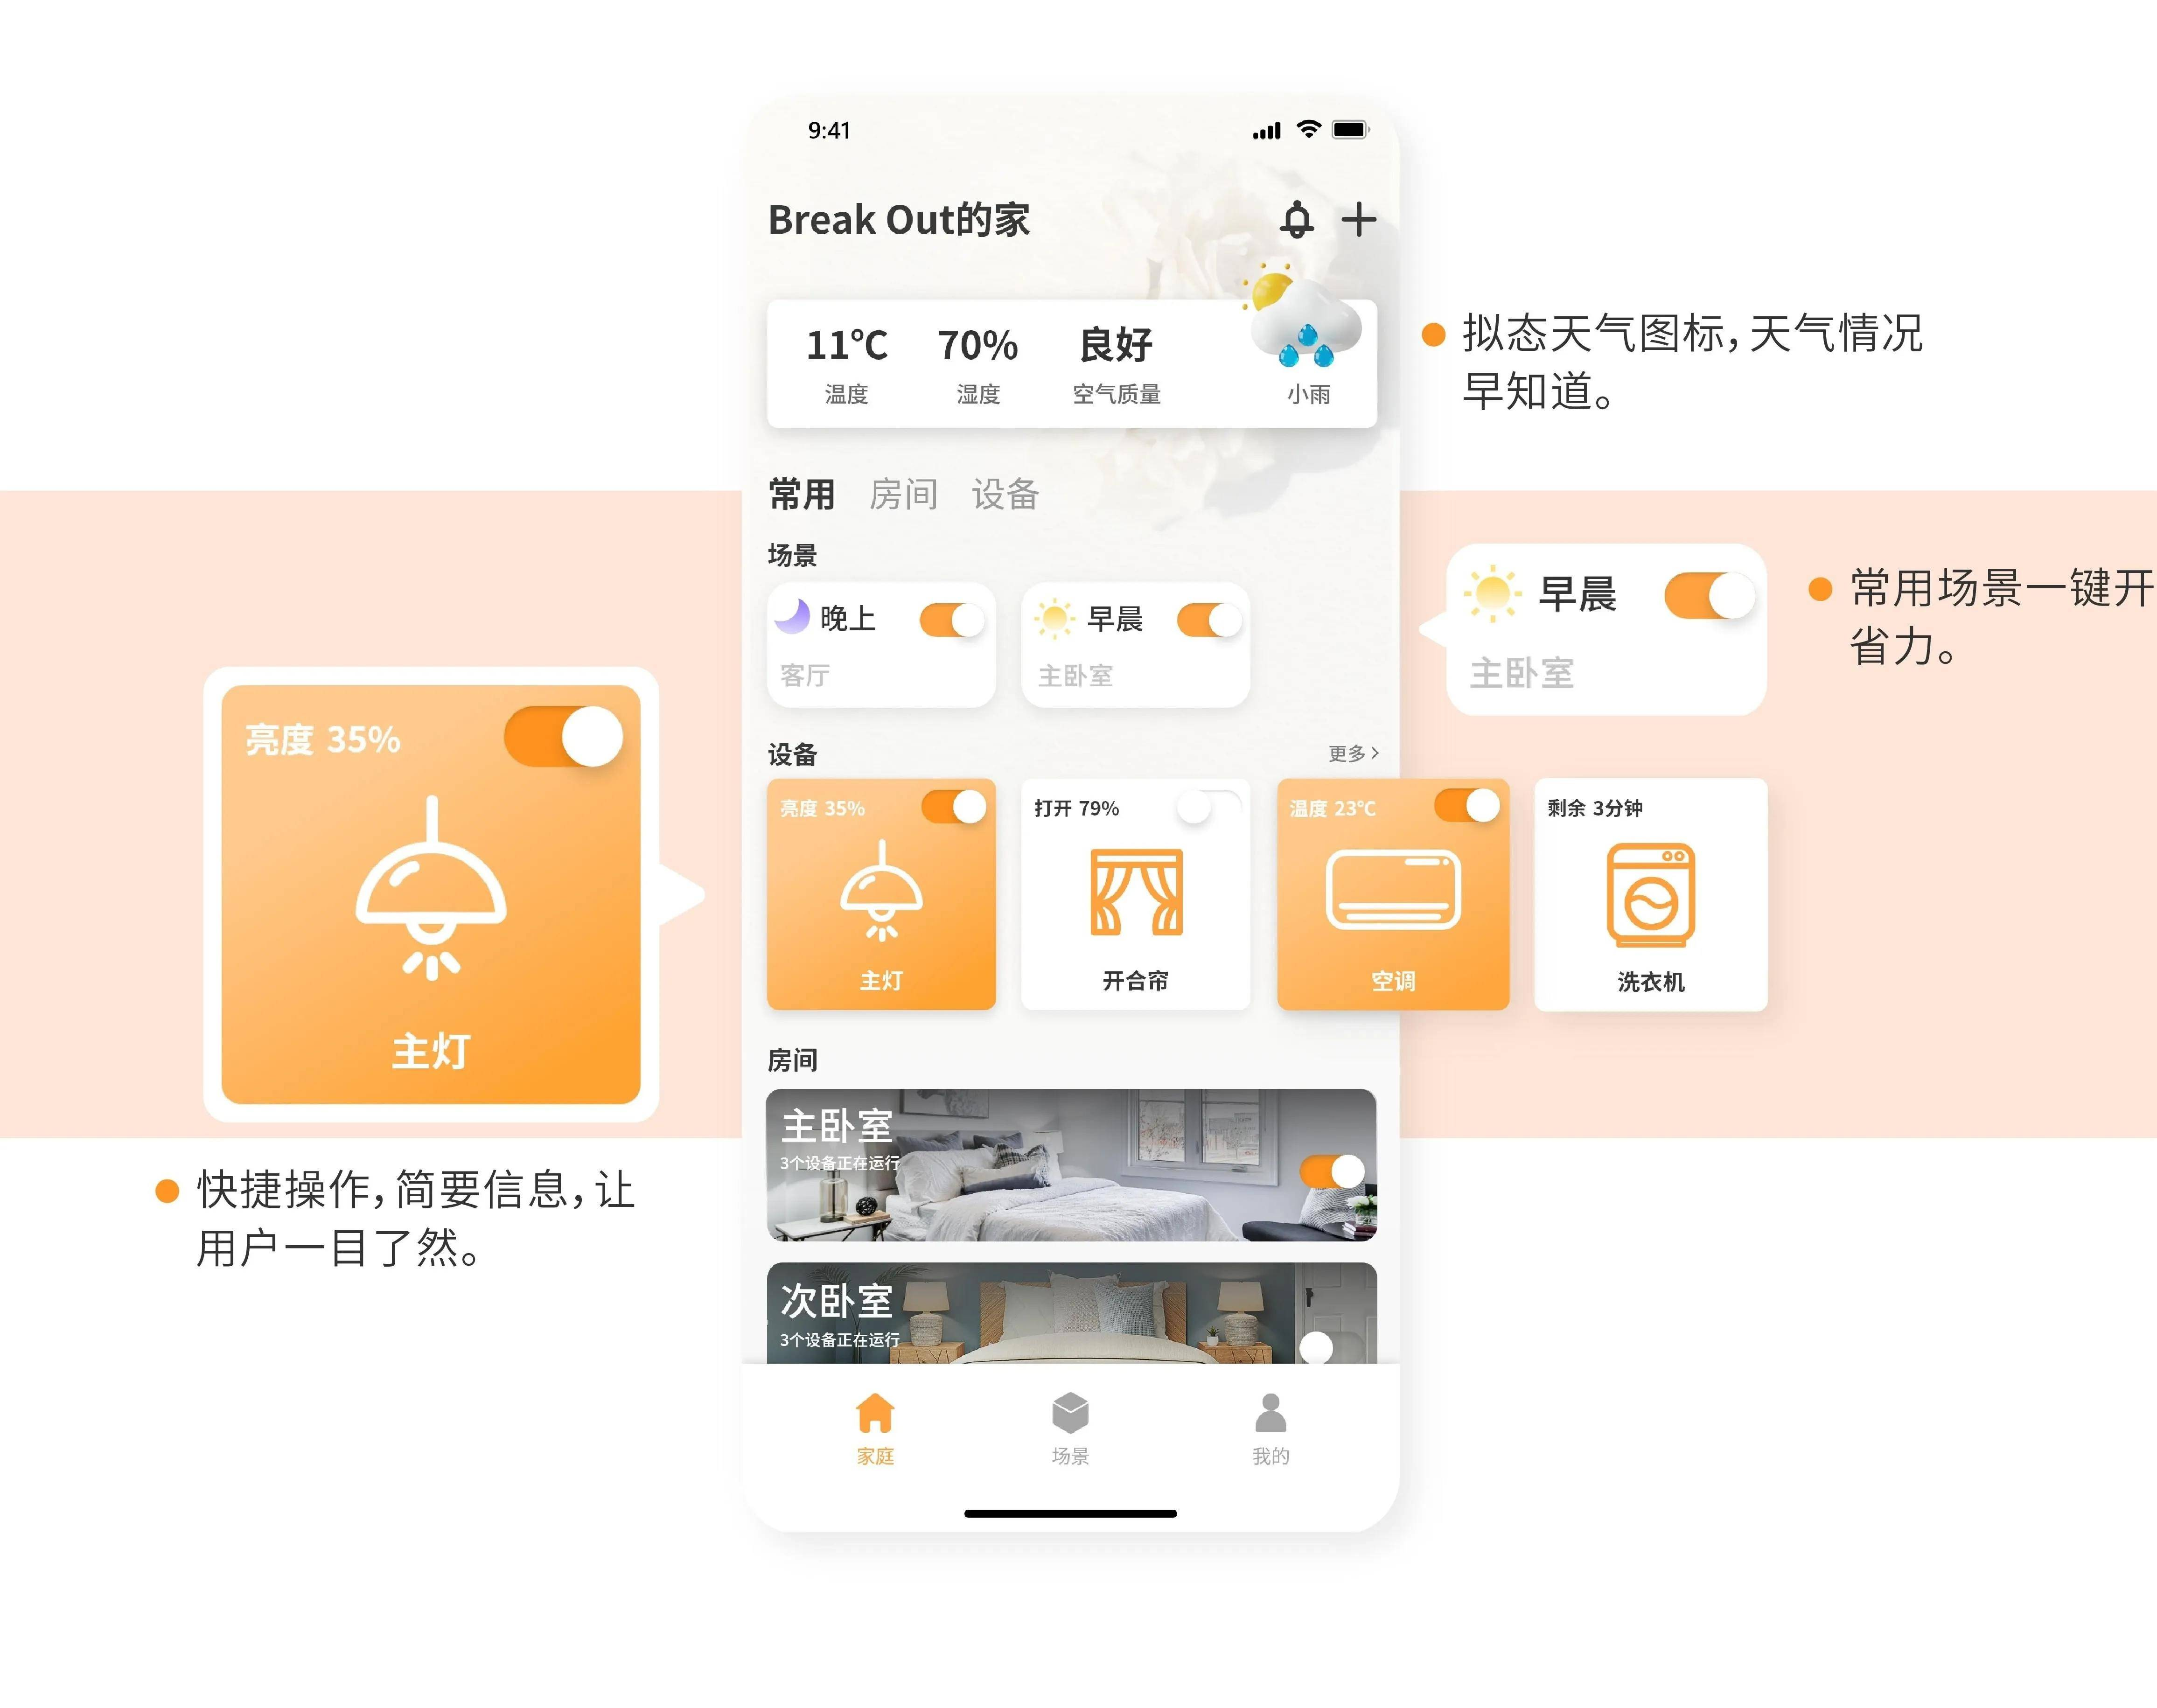 9:41
Break Out的家
11°C 70% 良好
温度 湿度 空气质量 小雨
拟态天气图标，天气情况
早知道。
常用 房间 设备
场景
晚上
客厅
早晨
主卧室
早晨
主卧室
常用场景一键开
省力。
设备 更多
亮度 35%
主灯
亮度 35%
主灯
打开 79%
开合帘
温度 23°C
空调
剩余 3分钟
洗衣机
快捷操作，简要信息，让
用户一目了然。
房间
主卧室
3个设备正在运行
次卧室
3个设备正在运行
家庭 场景 我的